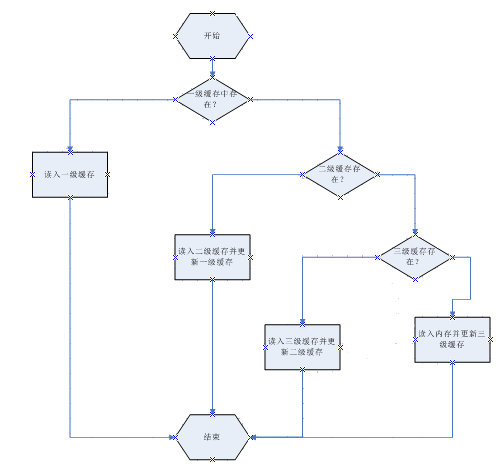 开始
一级缓存中存
在？
读入一级缓存
二级缓存存
在？
读入二级缓存并更
新一级缓存
三级缓存存
在？
读入三级缓存并更
新二级缓存
读入内存并更新三
级缓存
结束